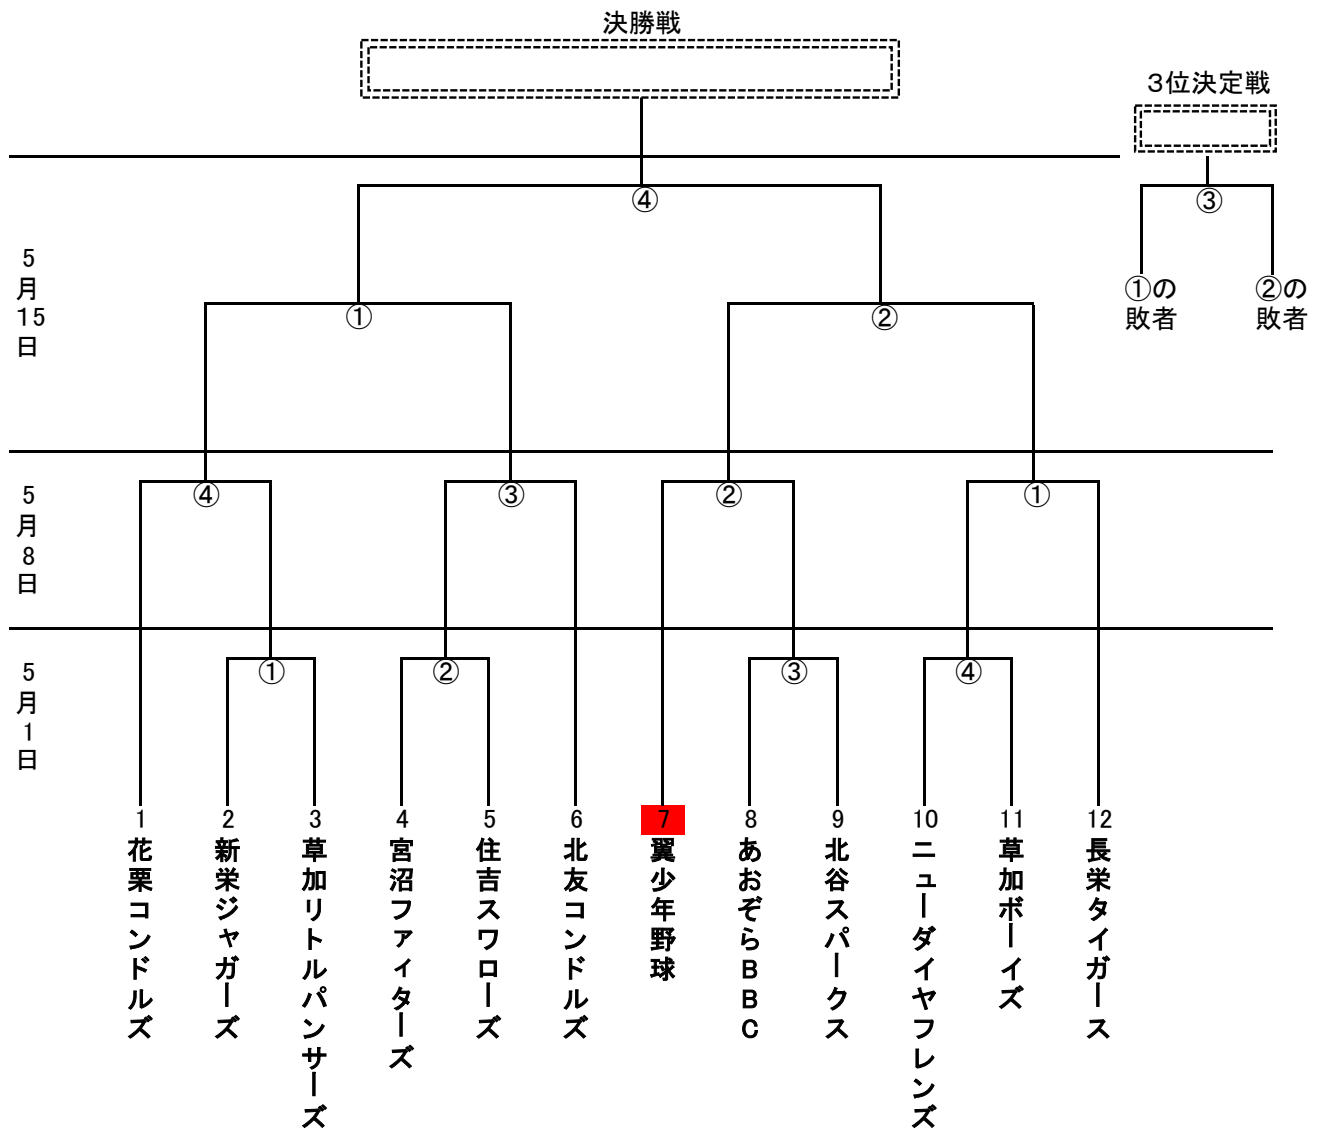 決勝戦
３位決定戦
④
③
5月15日
①の敗者
②の敗者
①
②
5月8日
④
③
②
①
5月1日
①
②
③
④
1 花栗コンドルズ
2 新栄ジャガーズ
3 草加リトルパンサーズ
4 宮沼ファイターズ
5 住吉スワローズ
6 北友コンドルズ
7 翼少年野球
8 あおぞらＢＢＣ
9 北谷スパークス
10 ニューダイヤフレンズ
11 草加ボーイズ
12 長栄タイガース